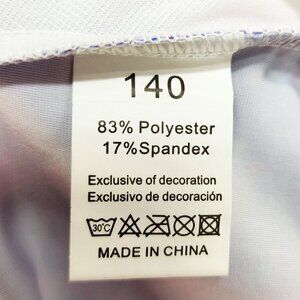 140
83% Polyester
17%Spandex
Exclusive of decoration
Exclusivo de decoración
30°C
MADE IN CHINA